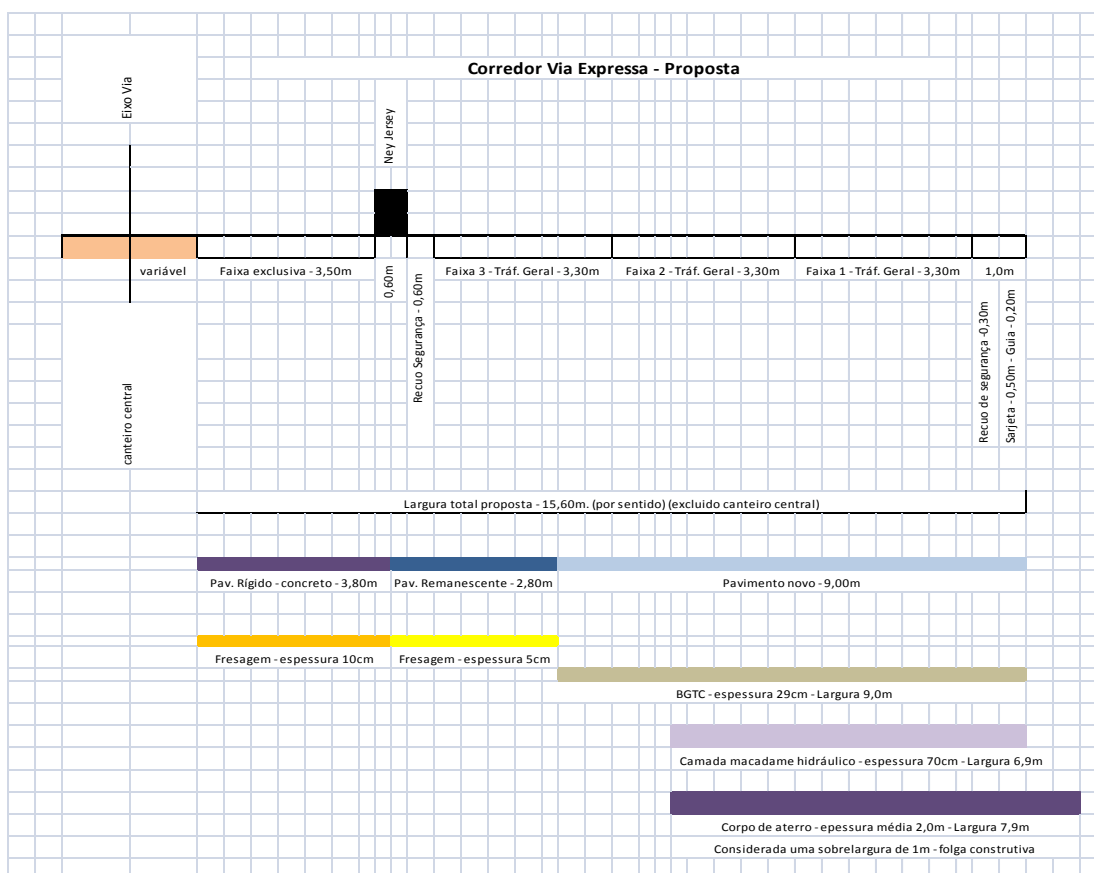 Corredor Via Expressa - Proposta
Eixo Via
Ney Jersey
variável
Faixa exclusiva - 3,50m
0,60m
Recuo Segurança - 0,60m
Faixa 3 - Tráf. Geral - 3,30m
Faixa 2 - Tráf. Geral - 3,30m
Faixa 1 - Tráf. Geral - 3,30m
1,0m
Recuo de segurança -0,30m
Sarjeta - 0,50m - Guia - 0,20m
canteiro central
Largura total proposta - 15,60m. (por sentido) (excluido canteiro central)
Pav. Rígido - concreto - 3,80m
Pav. Remanescente - 2,80m
Pavimento novo - 9,00m
Fresagem - espessura 10cm
Fresagem - espessura 5cm
BGTC - espessura 29cm - Largura 9,0m
Camada macadame hidráulico - espessura 70cm - Largura 6,9m
Corpo de aterro - epessura média 2,0m - Largura 7,9m
Considerada uma sobrelargura de 1m - folga construtiva